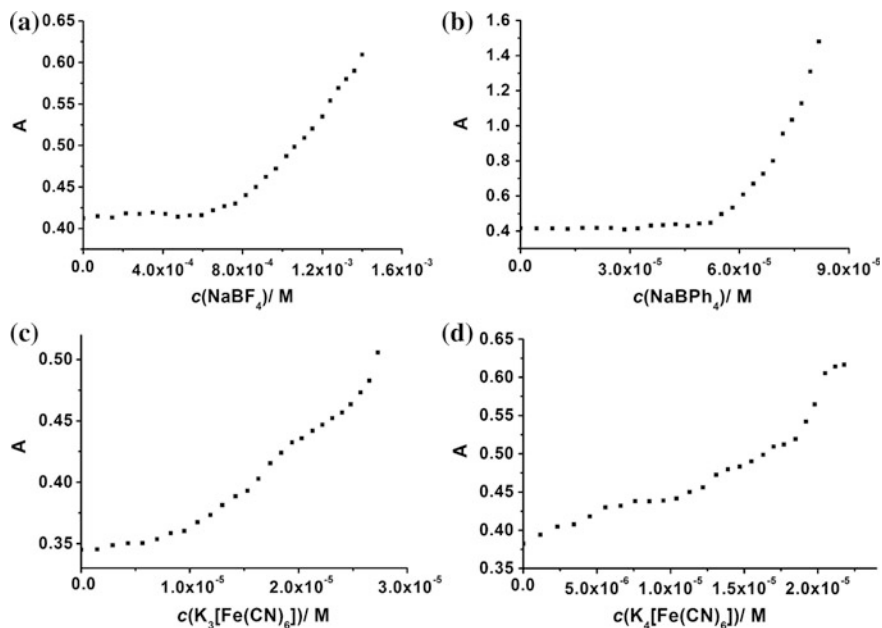 (a)
0.65
0.60
0.55
0.50
0.45
0.40
A
0.0 4.0x10⁻⁴ 8.0x10⁻⁴ 1.2x10⁻³ 1.6x10⁻³
c(NaBF₄)/ M
(b)
1.6
1.4
1.2
1.0
0.8
0.6
0.4
A
0.0 3.0x10⁻⁵ 6.0x10⁻⁵ 9.0x10⁻⁵
c(NaBPh₄)/ M
(c)
0.50
0.45
0.40
0.35
A
0.0 1.0x10⁻⁵ 2.0x10⁻⁵ 3.0x10⁻⁵
c(K₃[Fe(CN)₆])/ M
(d)
0.65
0.60
0.55
0.50
0.45
0.40
0.35
A
0.0 5.0x10⁻⁶ 1.0x10⁻⁵ 1.5x10⁻⁵ 2.0x10⁻⁵
c(K₄[Fe(CN)₆])/ M